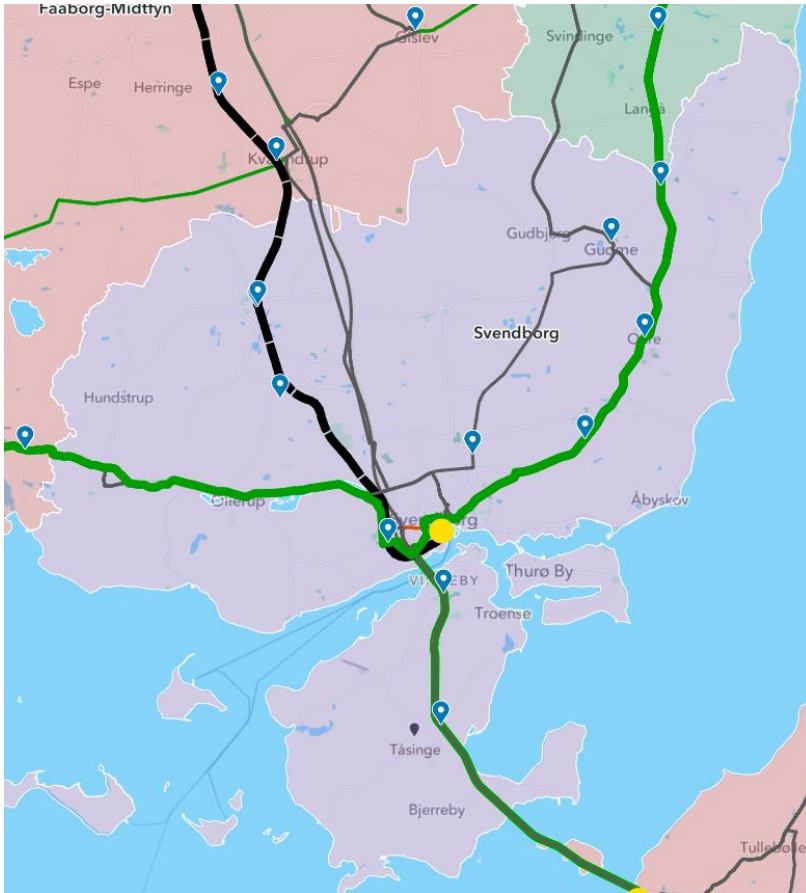 Faaborg-Midtfyn
Gislev
Svindinge
Espe
Herringe
Langå
Kværndrup
Gudbjerg
Gudme
Svendborg
Oure
Hundstrup
Ollerup
Åbyskov
Svendborg
Thurø By
Troense
Tåsinge
Bjerreby
Tullebølle